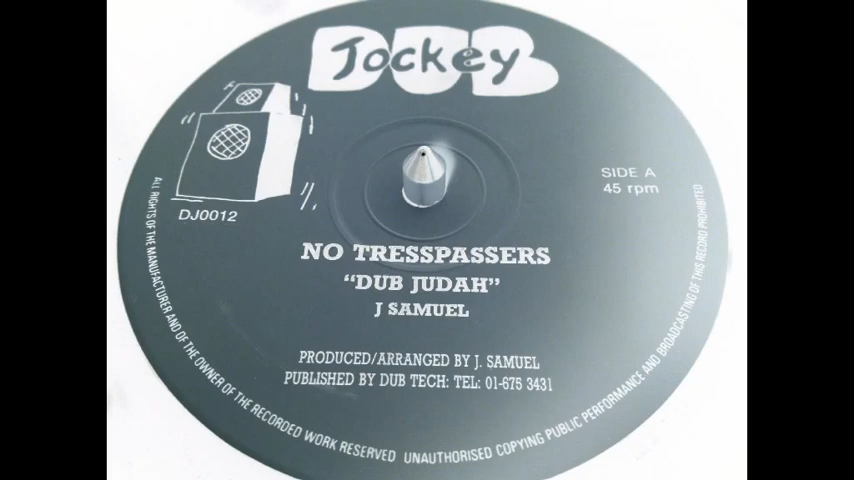 DUB
Jockey
SIDE A
45 rpm
DJ0012
NO TRESSPASSERS
“DUB JUDAH”
J SAMUEL
PRODUCED/ARRANGED BY J. SAMUEL
PUBLISHED BY DUB TECH: TEL: 01-675 3431
ALL RIGHTS OF THE MANUFACTURER AND OF THE OWNER OF THE RECORDED WORK RESERVED UNAUTHORISED COPYING PUBLIC PERFORMANCE AND BROADCASTING OF THIS RECORD PROHIBITED